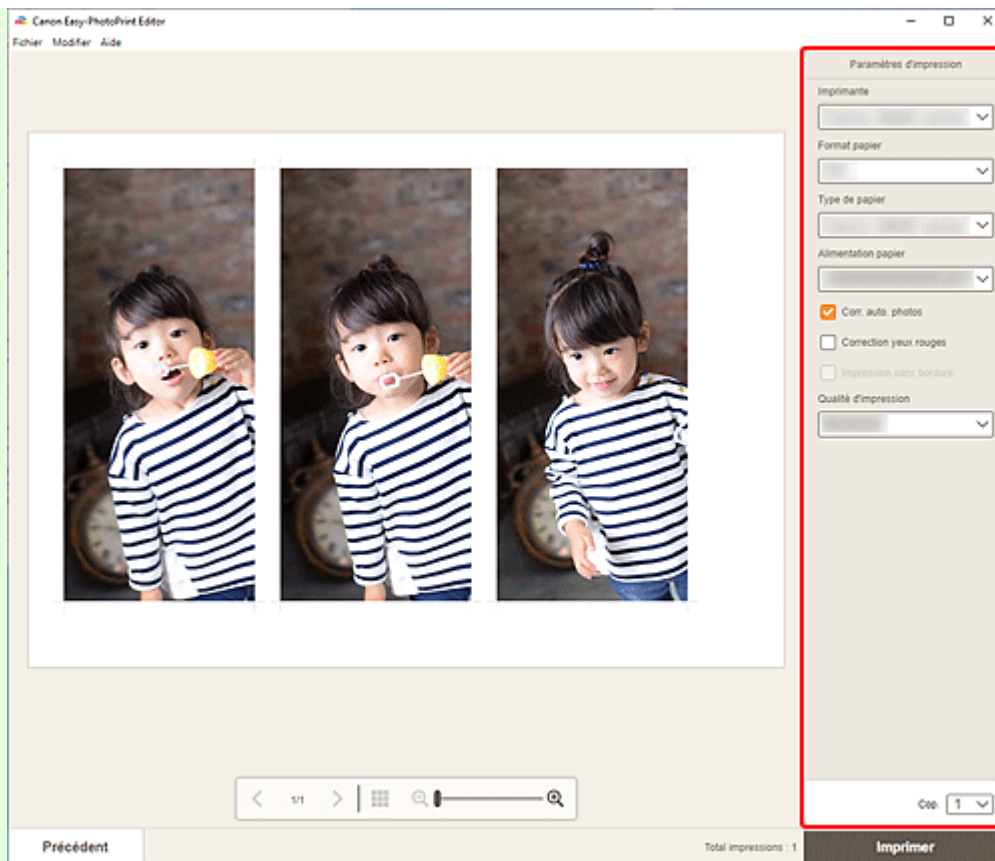 Canon Easy-PhotoPrint Editor
Fichier Modifier Aide
Paramètres d'impression
Imprimante
Format papier
Type de papier
Alimentation papier
Corr. auto. photos
Correction yeux rouges
Impression sans bordure
Qualité d'impression
1/1
Cop. 1
Précédent
Total impressions : 1
Imprimer